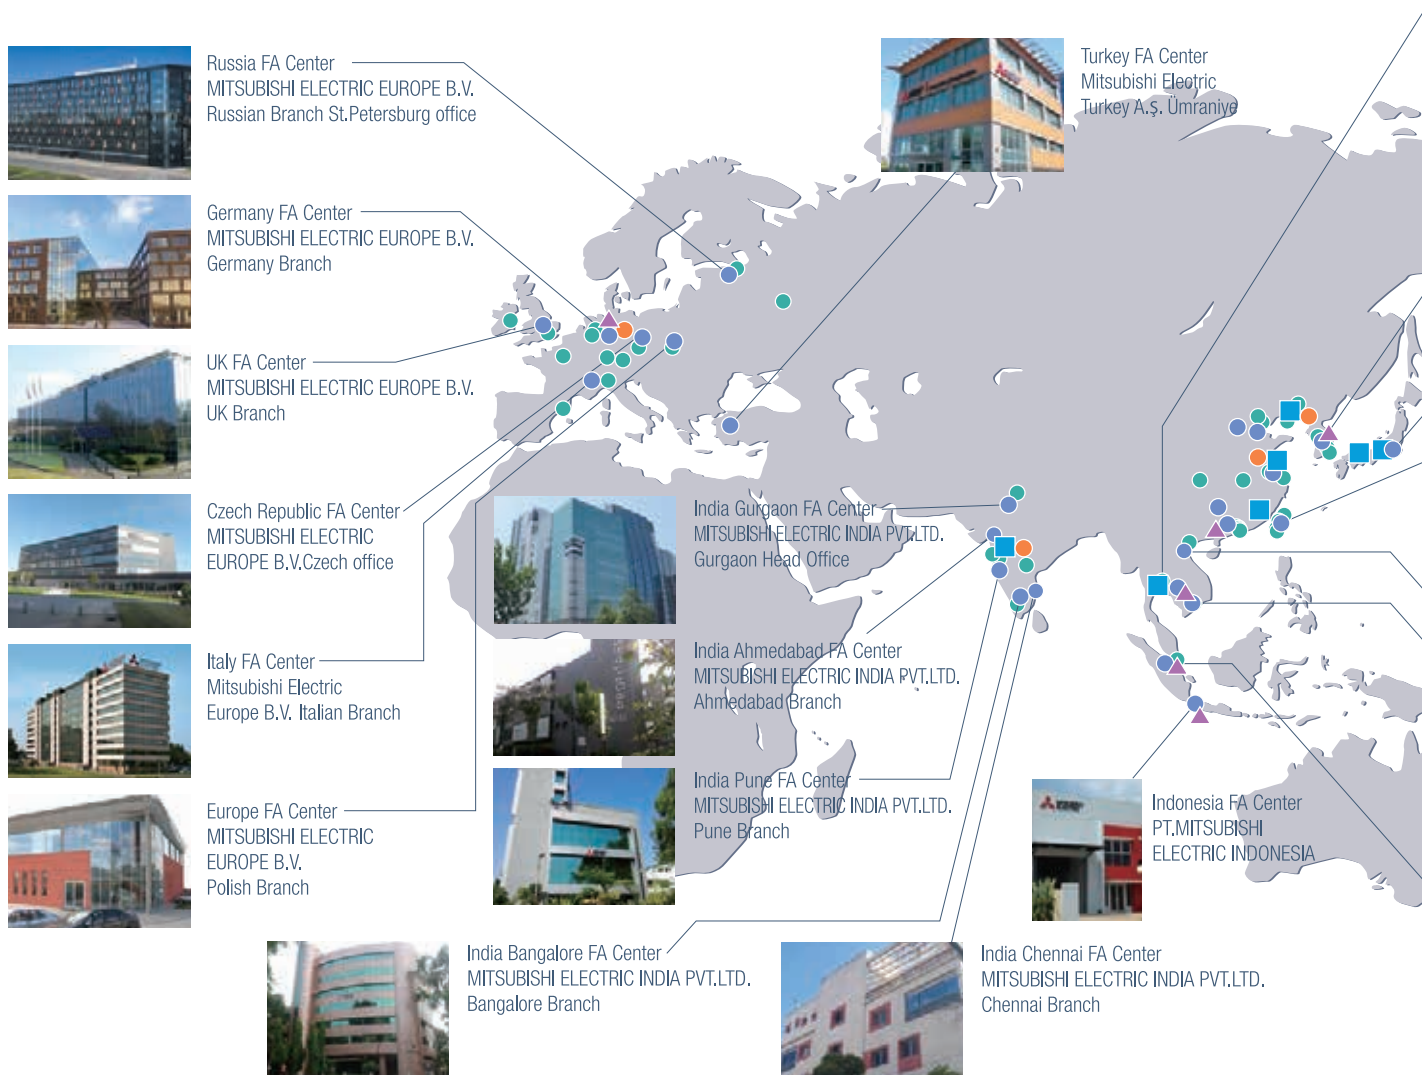 Russia FA Center
MITSUBISHI ELECTRIC EUROPE B.V.
Russian Branch St.Petersburg office
Germany FA Center
MITSUBISHI ELECTRIC EUROPE B.V.
Germany Branch
UK FA Center
MITSUBISHI ELECTRIC EUROPE B.V.
UK Branch
Czech Republic FA Center
MITSUBISHI ELECTRIC
EUROPE B.V.Czech office
Italy FA Center
Mitsubishi Electric
Europe B.V. Italian Branch
Europe FA Center
MITSUBISHI ELECTRIC
EUROPE B.V.
Polish Branch
Turkey FA Center
Mitsubishi Electric
Turkey A.Ş. Ümraniye
India Gurgaon FA Center
MITSUBISHI ELECTRIC INDIA PVT.LTD.
Gurgaon Head Office
India Ahmedabad FA Center
MITSUBISHI ELECTRIC INDIA PVT.LTD.
Ahmedabad Branch
India Pune FA Center
MITSUBISHI ELECTRIC INDIA PVT.LTD.
Pune Branch
Indonesia FA Center
PT.MITSUBISHI
ELECTRIC INDONESIA
India Bangalore FA Center
MITSUBISHI ELECTRIC INDIA PVT.LTD.
Bangalore Branch
India Chennai FA Center
MITSUBISHI ELECTRIC INDIA PVT.LTD.
Chennai Branch